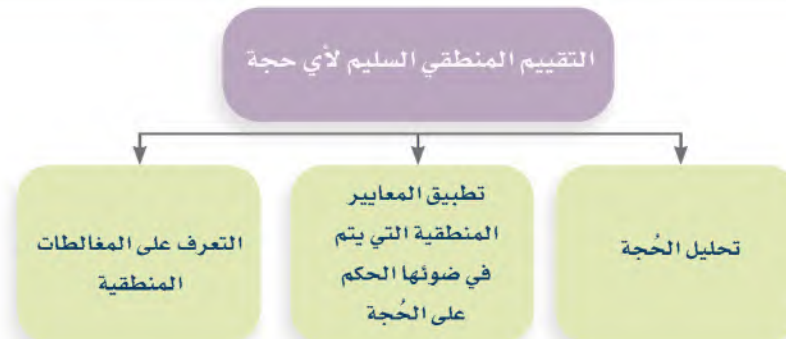 التقييم المنطقي السليم لأي حجة
تحليل الحُجة
تطبيق المعايير
المنطقية التي يتم
في ضوئها الحكم
على الحُجة
التعرف على المغالطات
المنطقية